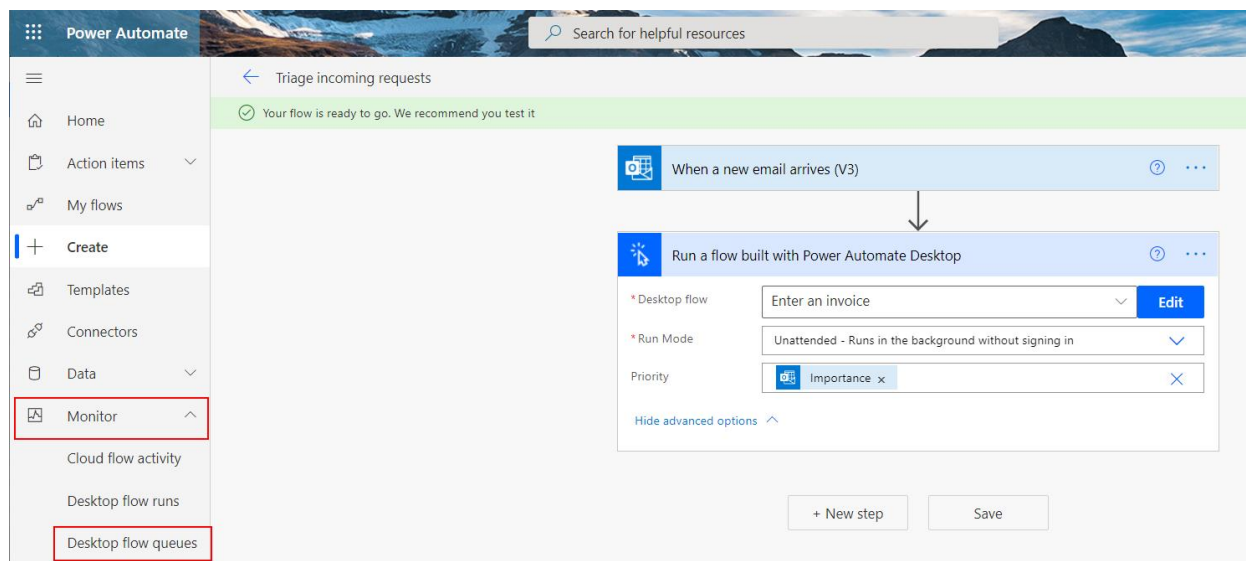 Power Automate
Search for helpful resources
Triage incoming requests
Your flow is ready to go. We recommend you test it
Home
Action items
My flows
Create
Templates
Connectors
Data
Monitor
Cloud flow activity
Desktop flow runs
Desktop flow queues
When a new email arrives (V3)
Run a flow built with Power Automate Desktop
* Desktop flow Enter an invoice Edit
* Run Mode Unattended - Runs in the background without signing in
Priority Importance x
Hide advanced options
+ New step Save